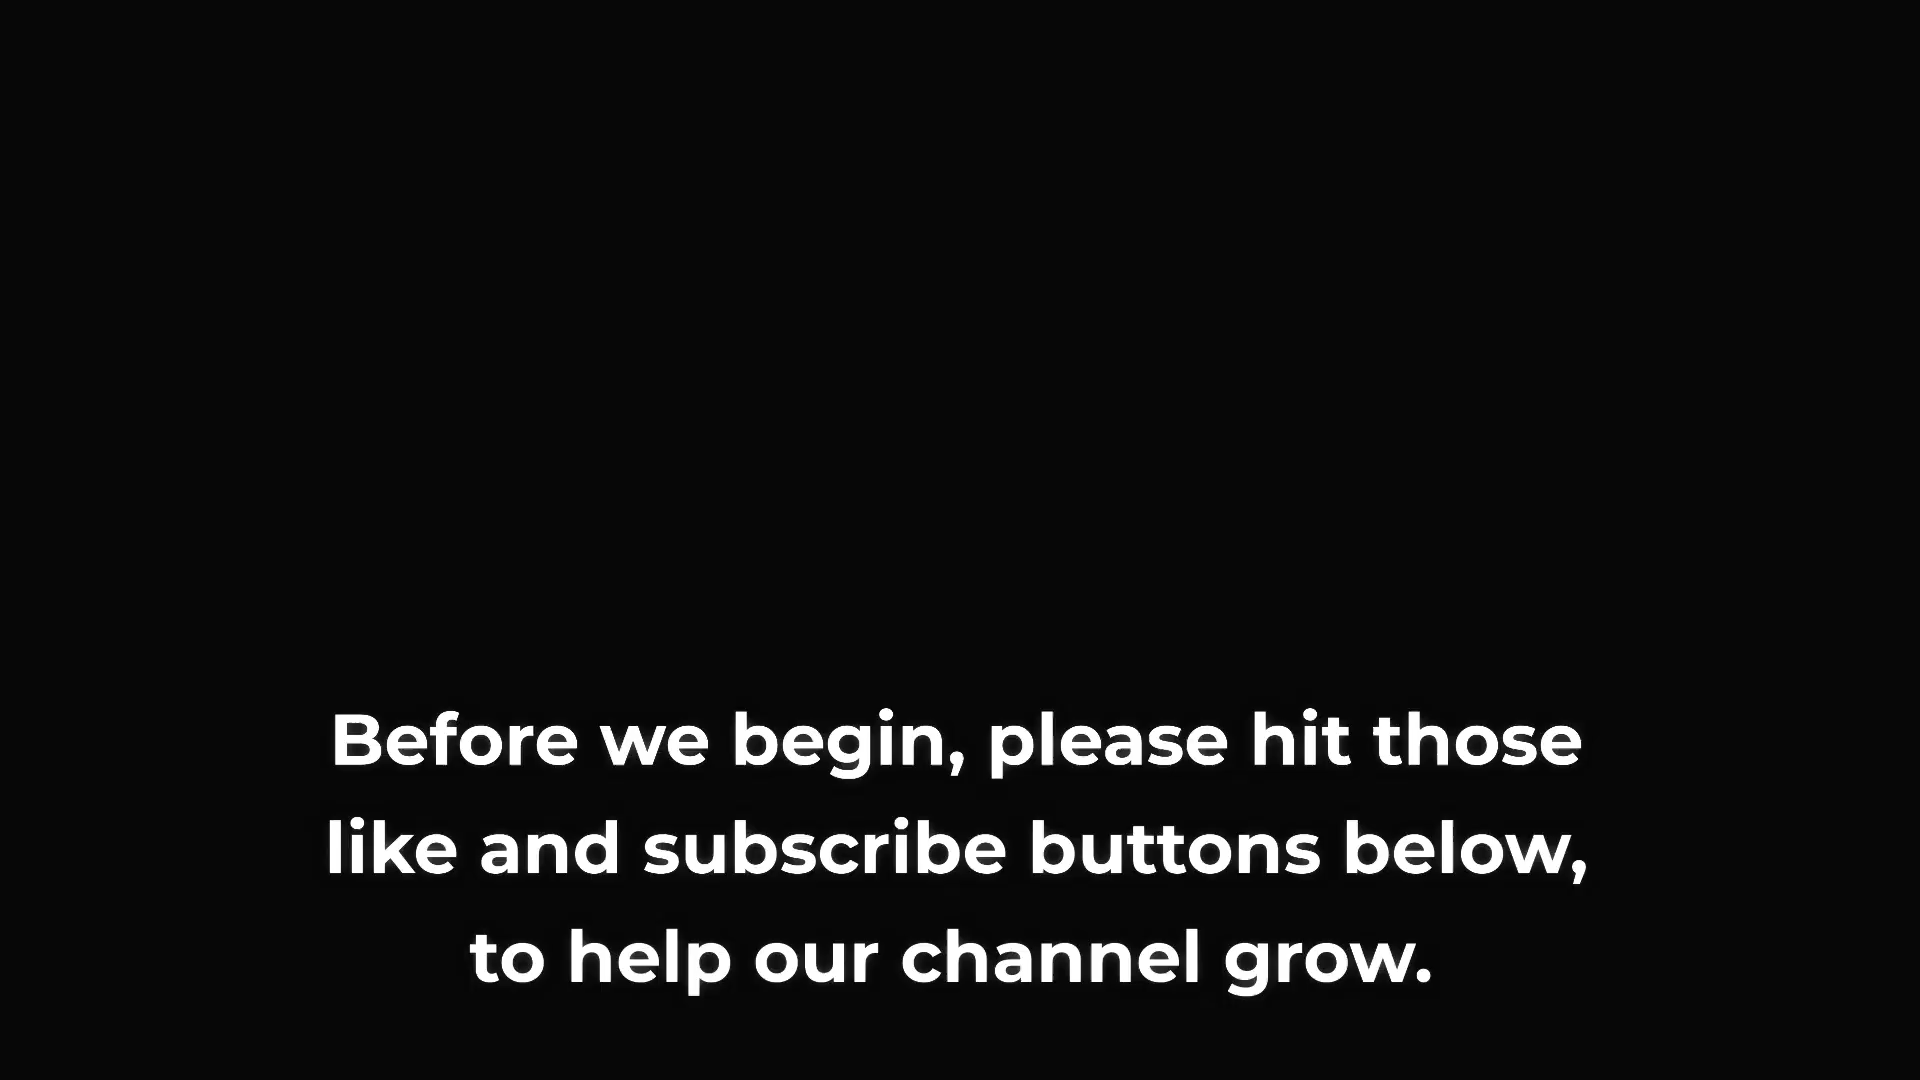 Before we begin, please hit those
like and subscribe buttons below,
to help our channel grow.